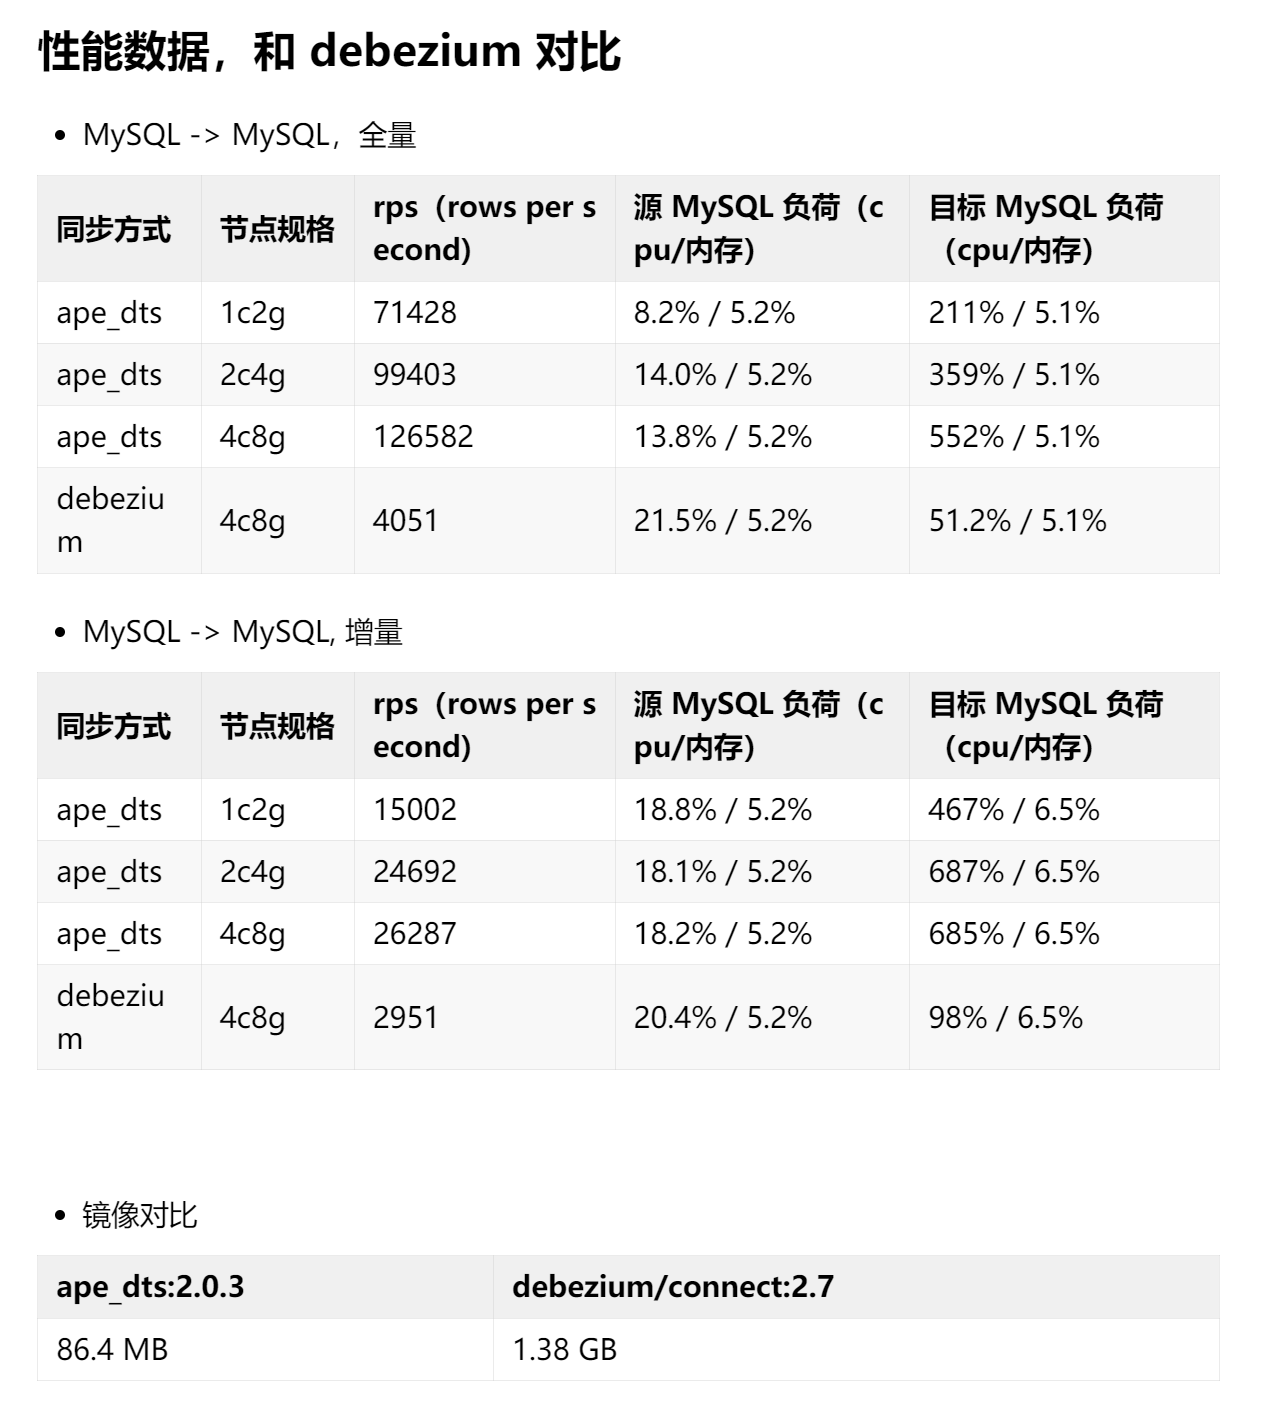 性能数据，和 debezium 对比
• MySQL -> MySQL，全量
同步方式 节点规格 rps（rows per s 源 MySQL 负荷（c 目标 MySQL 负荷
econd） pu/内存） （cpu/内存）
ape_dts 1c2g 71428 8.2% / 5.2% 211% / 5.1%
ape_dts 2c4g 99403 14.0% / 5.2% 359% / 5.1%
ape_dts 4c8g 126582 13.8% / 5.2% 552% / 5.1%
debeziu
m 4c8g 4051 21.5% / 5.2% 51.2% / 5.1%
• MySQL -> MySQL, 增量
同步方式 节点规格 rps（rows per s 源 MySQL 负荷（c 目标 MySQL 负荷
econd） pu/内存） （cpu/内存）
ape_dts 1c2g 15002 18.8% / 5.2% 467% / 6.5%
ape_dts 2c4g 24692 18.1% / 5.2% 687% / 6.5%
ape_dts 4c8g 26287 18.2% / 5.2% 685% / 6.5%
debeziu
m 4c8g 2951 20.4% / 5.2% 98% / 6.5%
• 镜像对比
ape_dts:2.0.3 debezium/connect:2.7
86.4 MB 1.38 GB